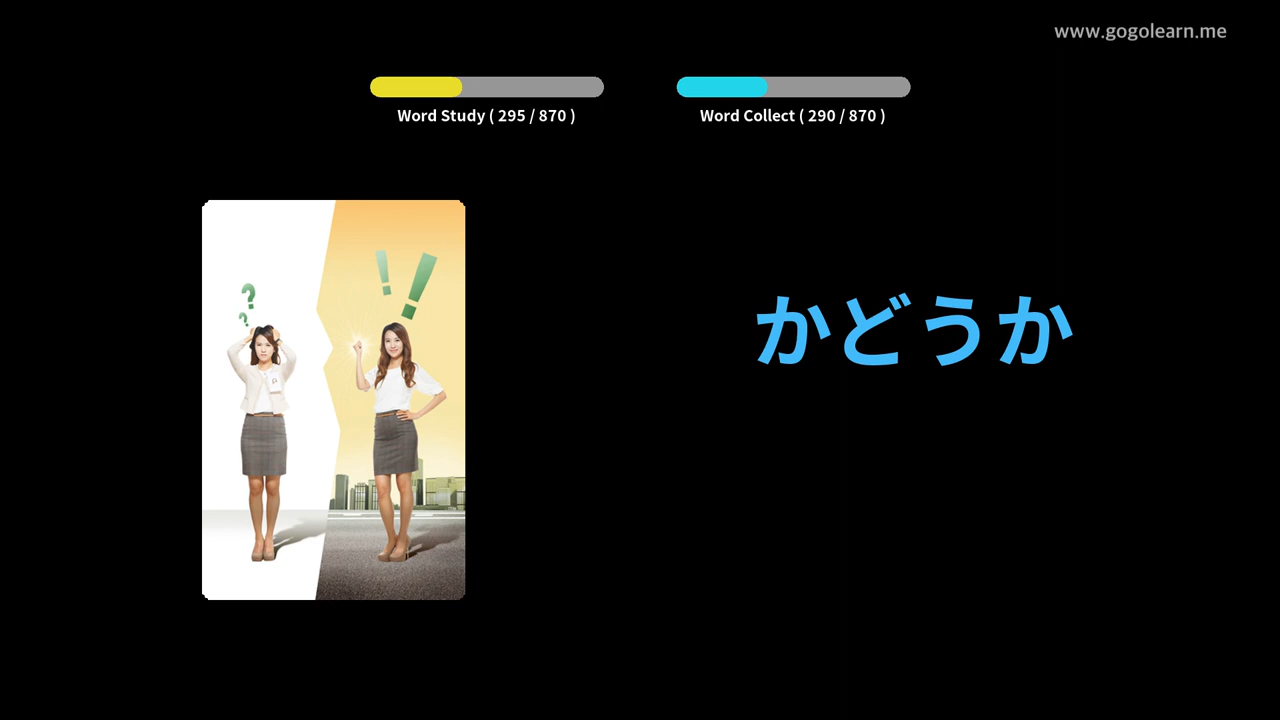 www.gogolearn.me
Word Study ( 295 / 870 )
Word Collect ( 290 / 870 )
? ?
! !
かどうか